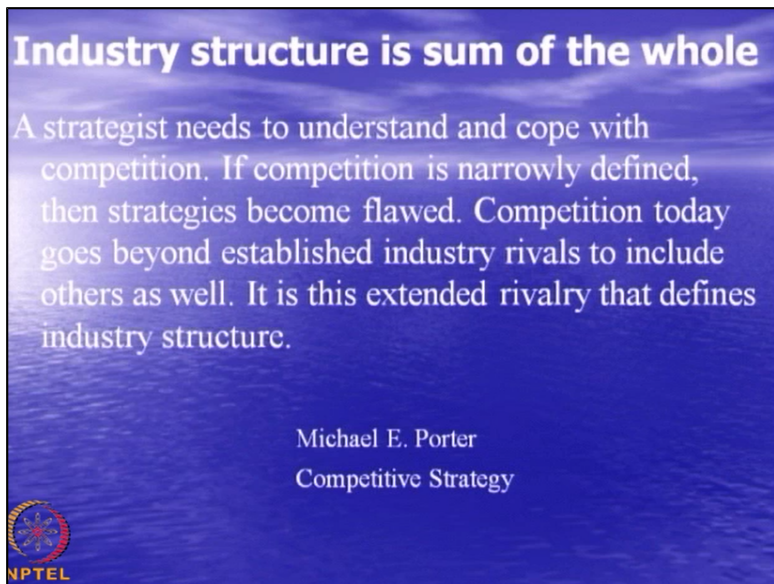 Industry structure is sum of the whole
A strategist needs to understand and cope with
competition. If competition is narrowly defined,
then strategies become flawed. Competition today
goes beyond established industry rivals to include
others as well. It is this extended rivalry that defines
industry structure.
Michael E. Porter
Competitive Strategy
NPTEL